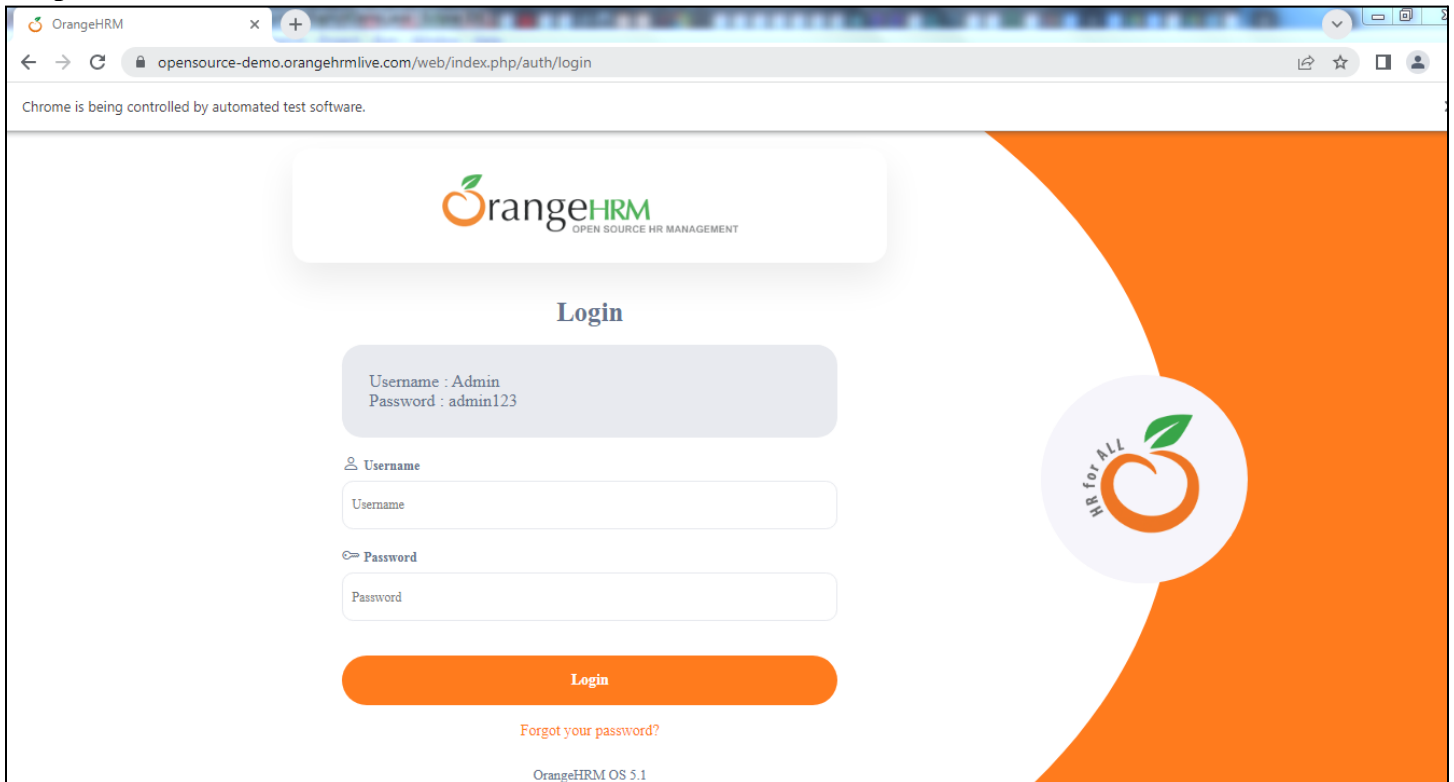 OrangeHRM
opensource-demo.orangehrmlive.com/web/index.php/auth/login
Chrome is being controlled by automated test software.
OrangeHRM
OPEN SOURCE HR MANAGEMENT
Login
Username : Admin
Password : admin123
Username
Username
HR for ALL
Password
Password
Login
Forgot your password?
OrangeHRM OS 5.1